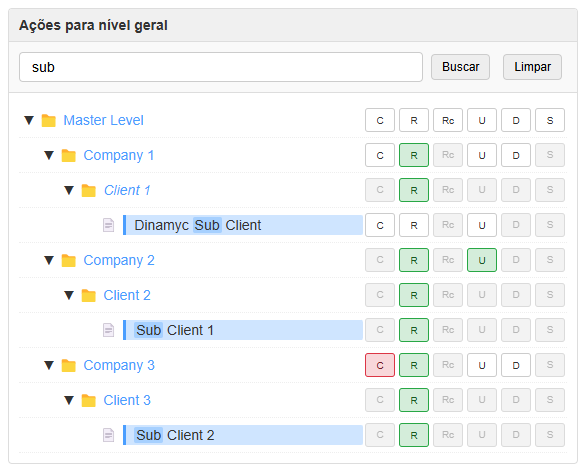 Ações para nível geral
sub Buscar Limpar
Master Level C R Rc U D S
Company 1 C R Rc U D S
Client 1 C R Rc U D S
Dinamyc Sub Client C R Rc U D S
Company 2 C R Rc U D S
Client 2 C R Rc U D S
Sub Client 1 C R Rc U D S
Company 3 C R Rc U D S
Client 3 C R Rc U D S
Sub Client 2 C R Rc U D S